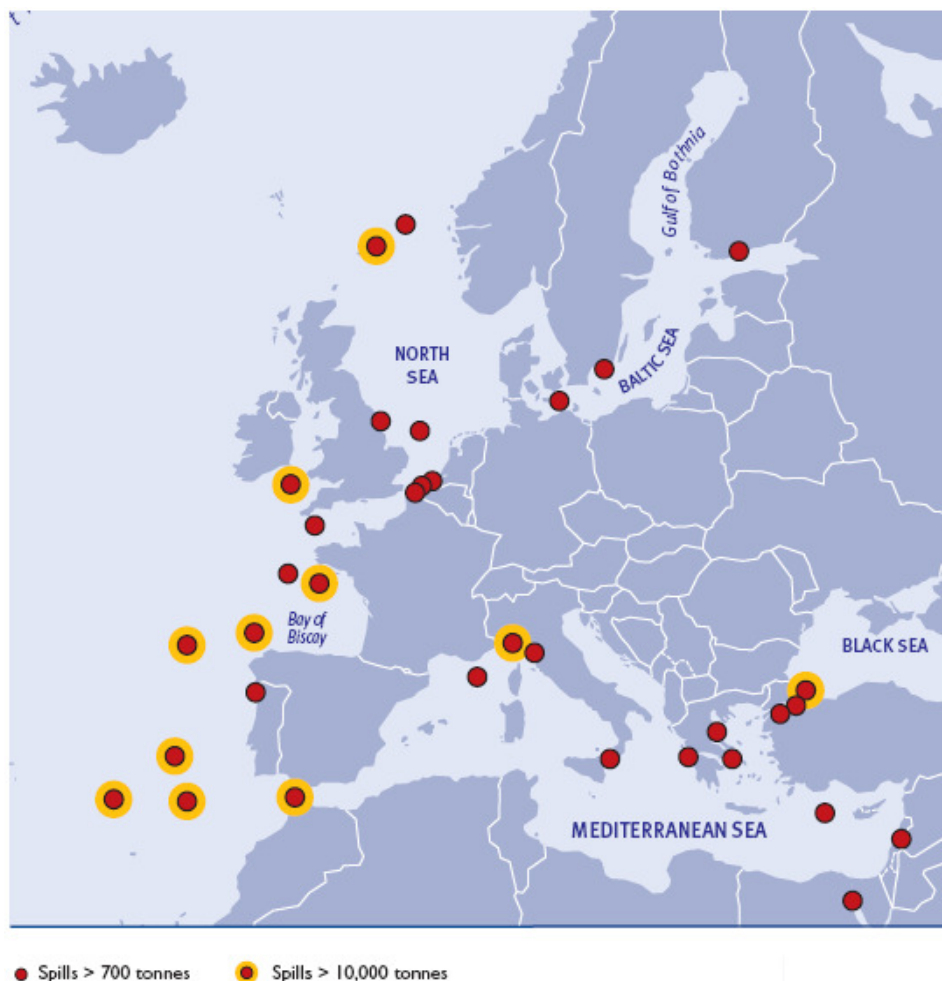 Gulf of Bothnia
NORTH
SEA
BALTIC SEA
Bay of
Biscay
BLACK SEA
MEDITERRANEAN SEA
Spills > 700 tonnes
Spills > 10,000 tonnes